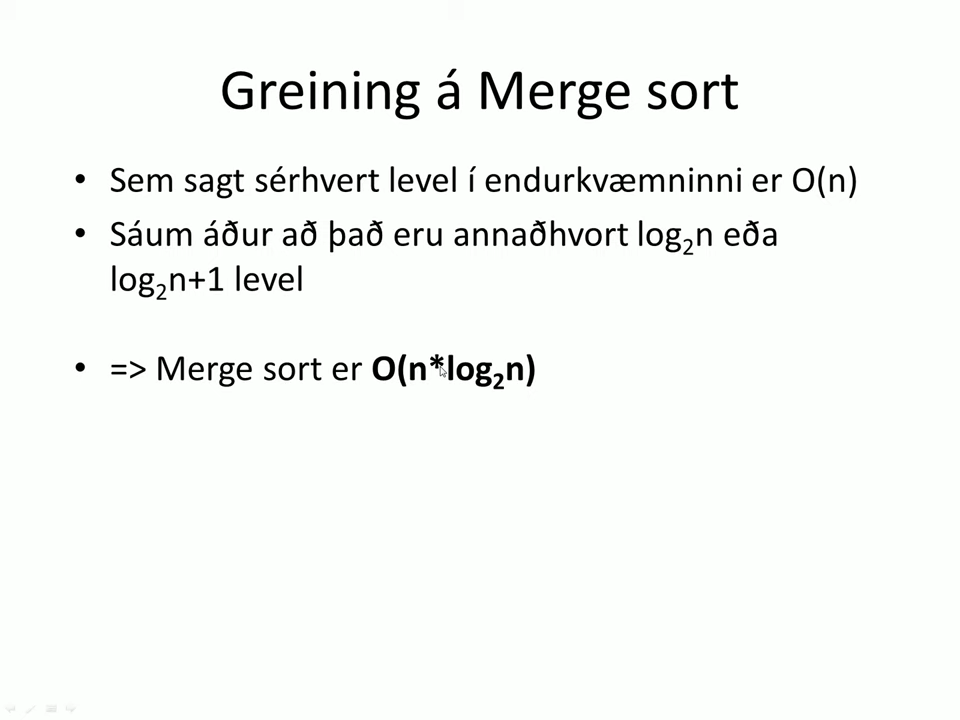 Greining á Merge sort
• Sem sagt sérhvert level í endurkvæmninni er O(n)
• Sáum áður að það eru annaðhvort log₂n eða
log₂n+1 level
• => Merge sort er O(n*log₂n)